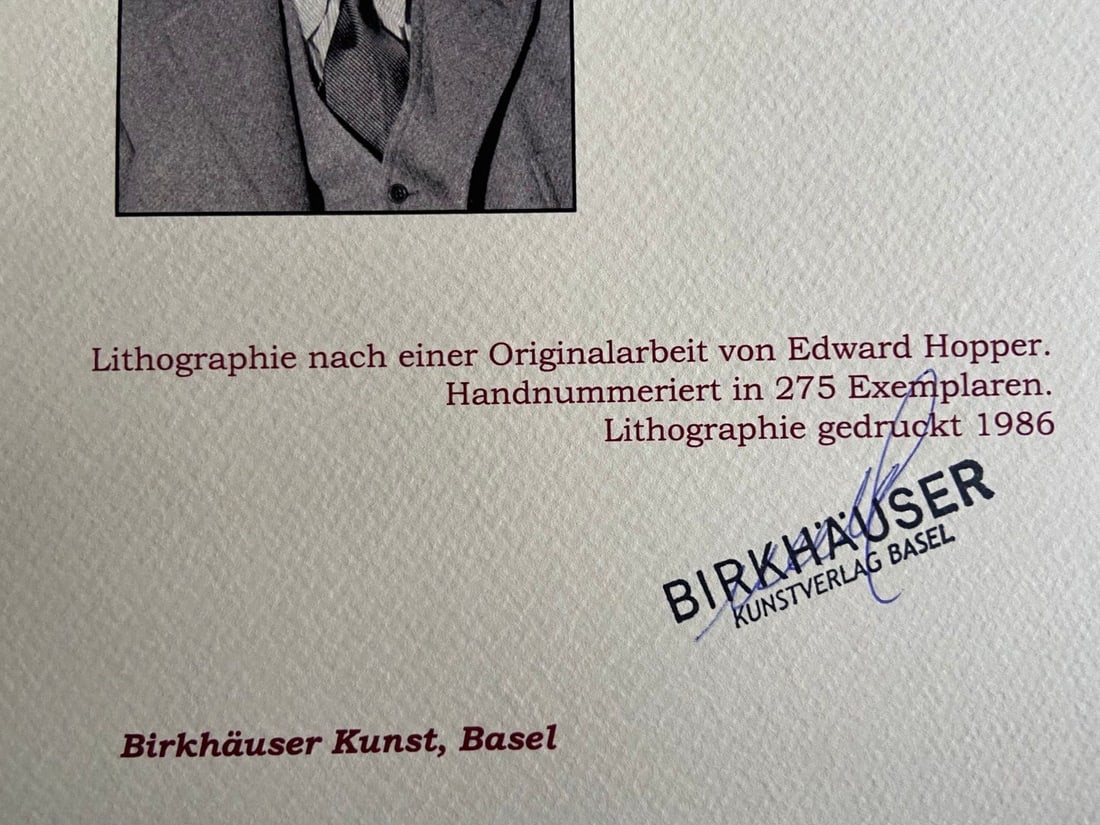 Lithographie nach einer Originalarbeit von Edward Hopper.
Handnummeriert in 275 Exemplaren.
Lithographie gedruckt 1986
BIRKHÄUSER
KUNSTVERLAG BASEL
Birkhäuser Kunst, Basel